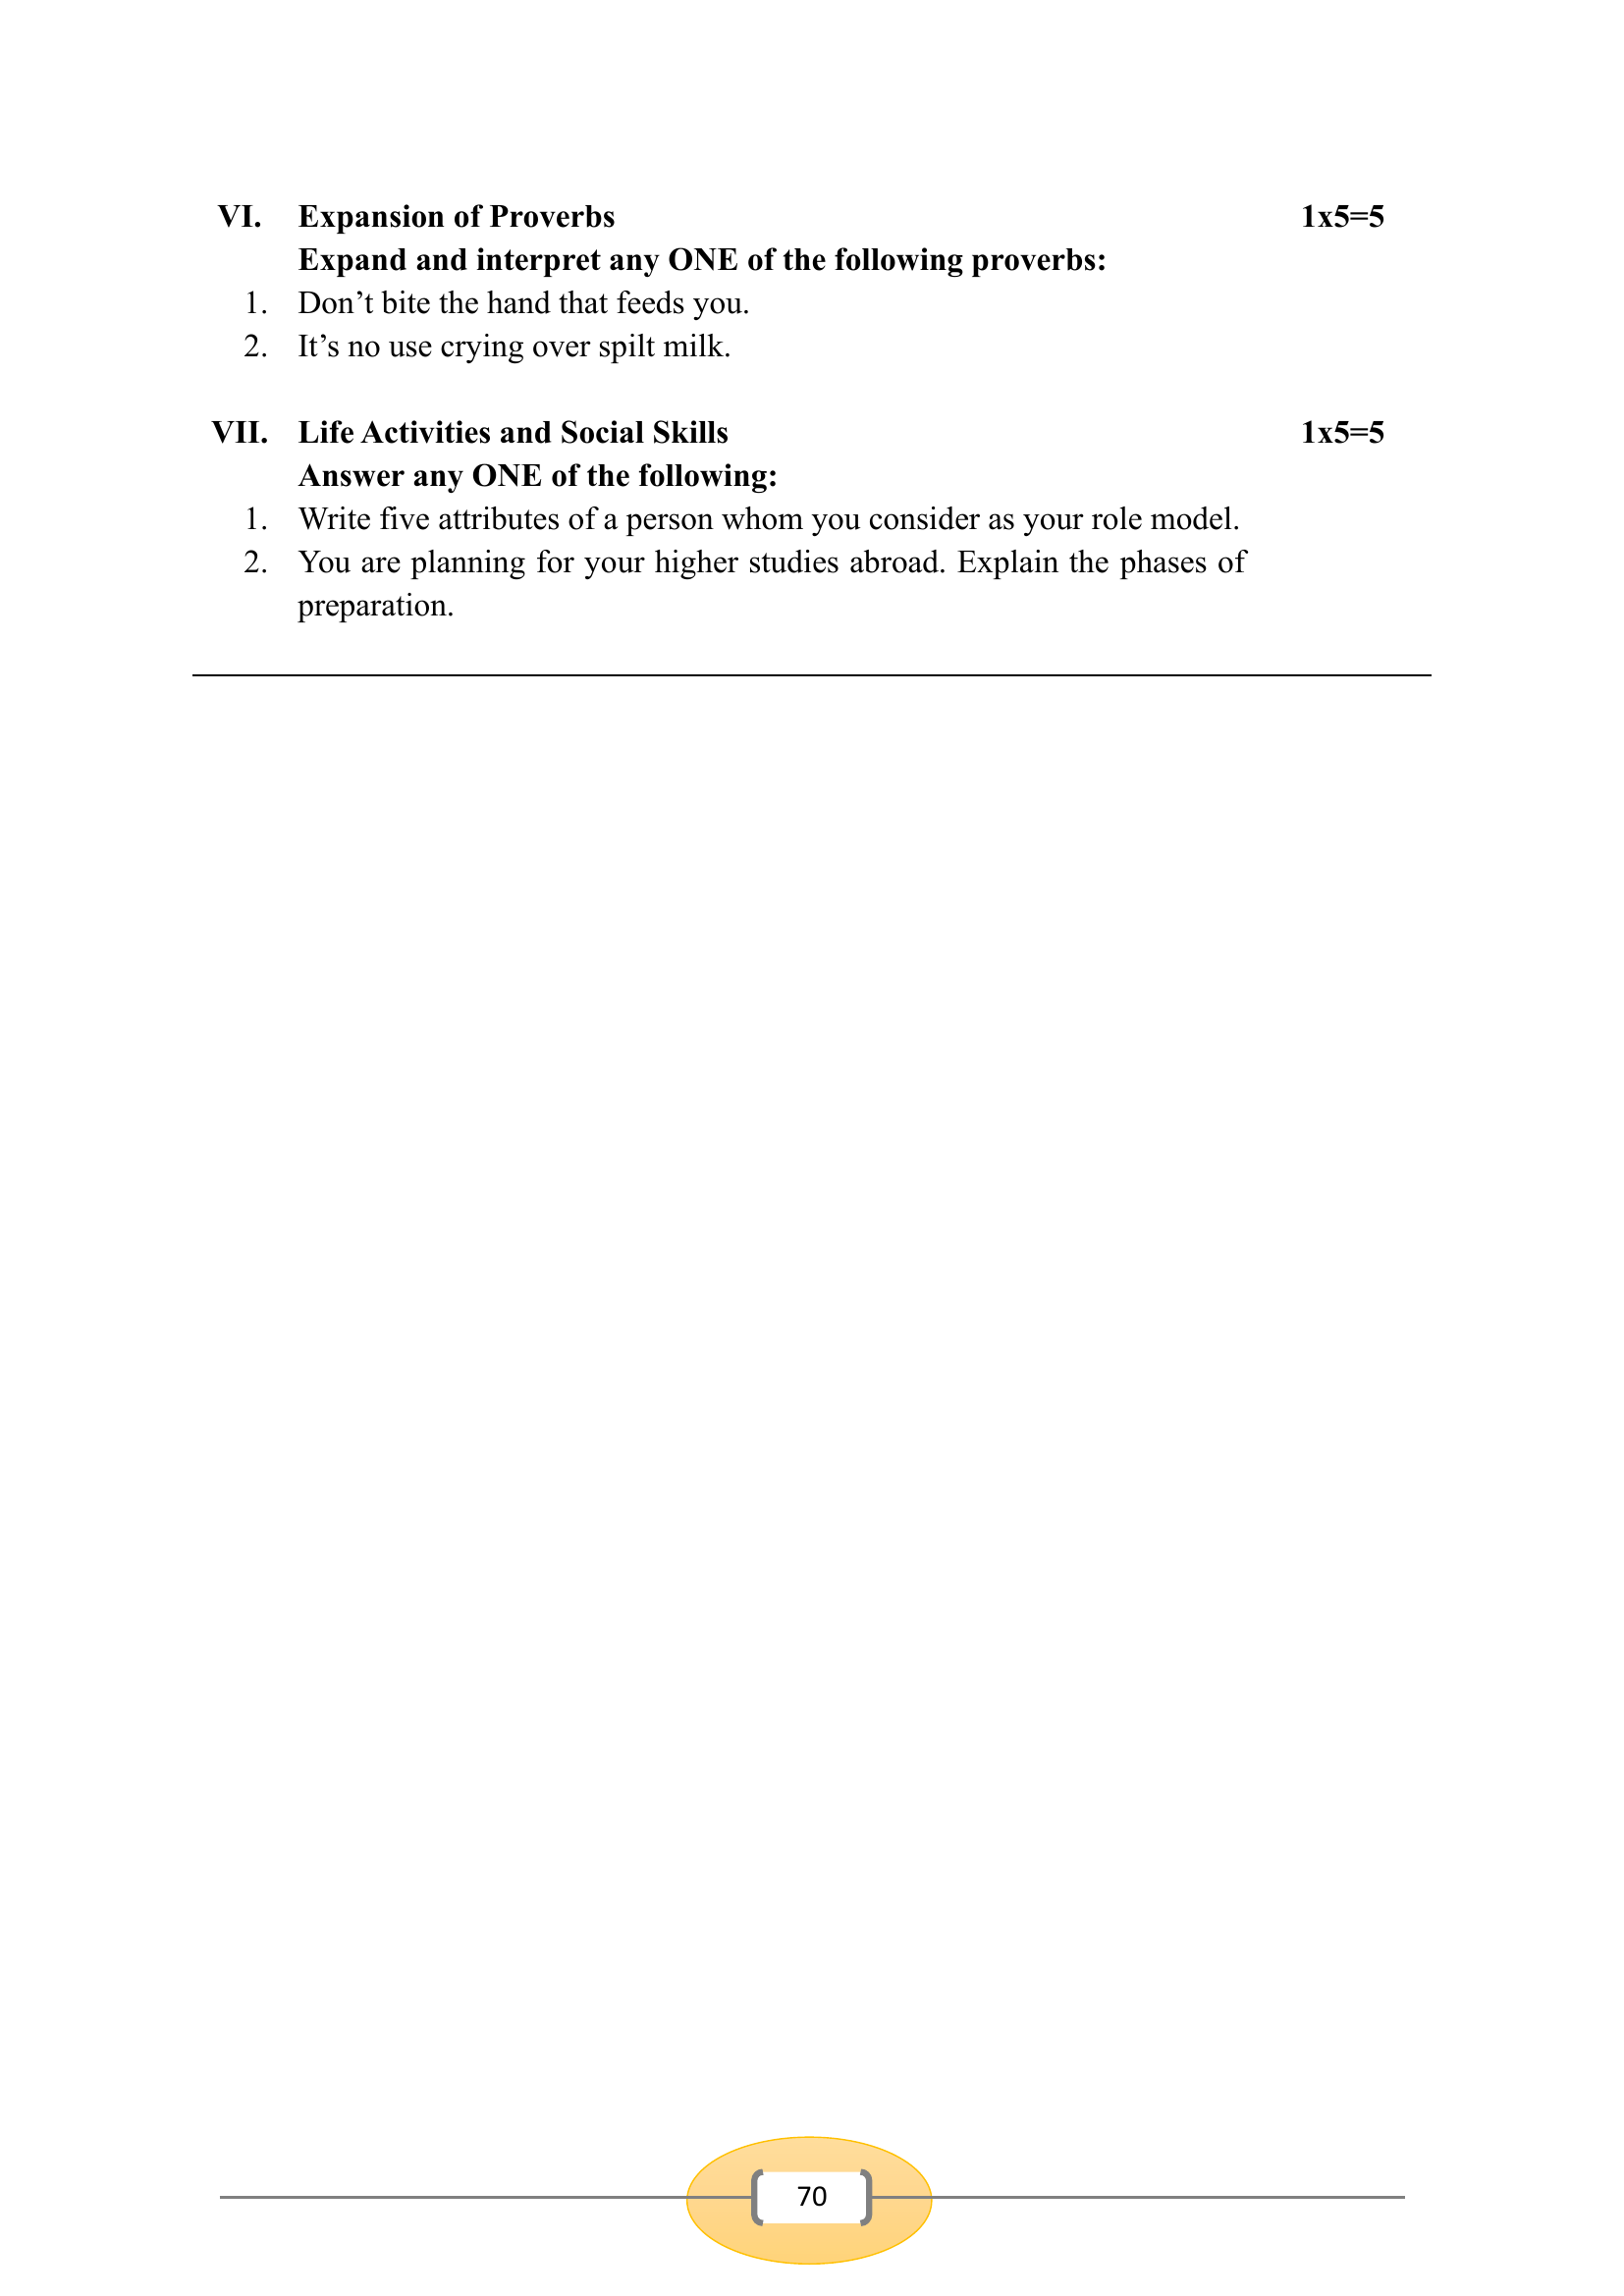 VI. Expansion of Proverbs 1x5=5
Expand and interpret any ONE of the following proverbs:
1. Don’t bite the hand that feeds you.
2. It’s no use crying over spilt milk.
VII. Life Activities and Social Skills 1x5=5
Answer any ONE of the following:
1. Write five attributes of a person whom you consider as your role model.
2. You are planning for your higher studies abroad. Explain the phases of
preparation.
70